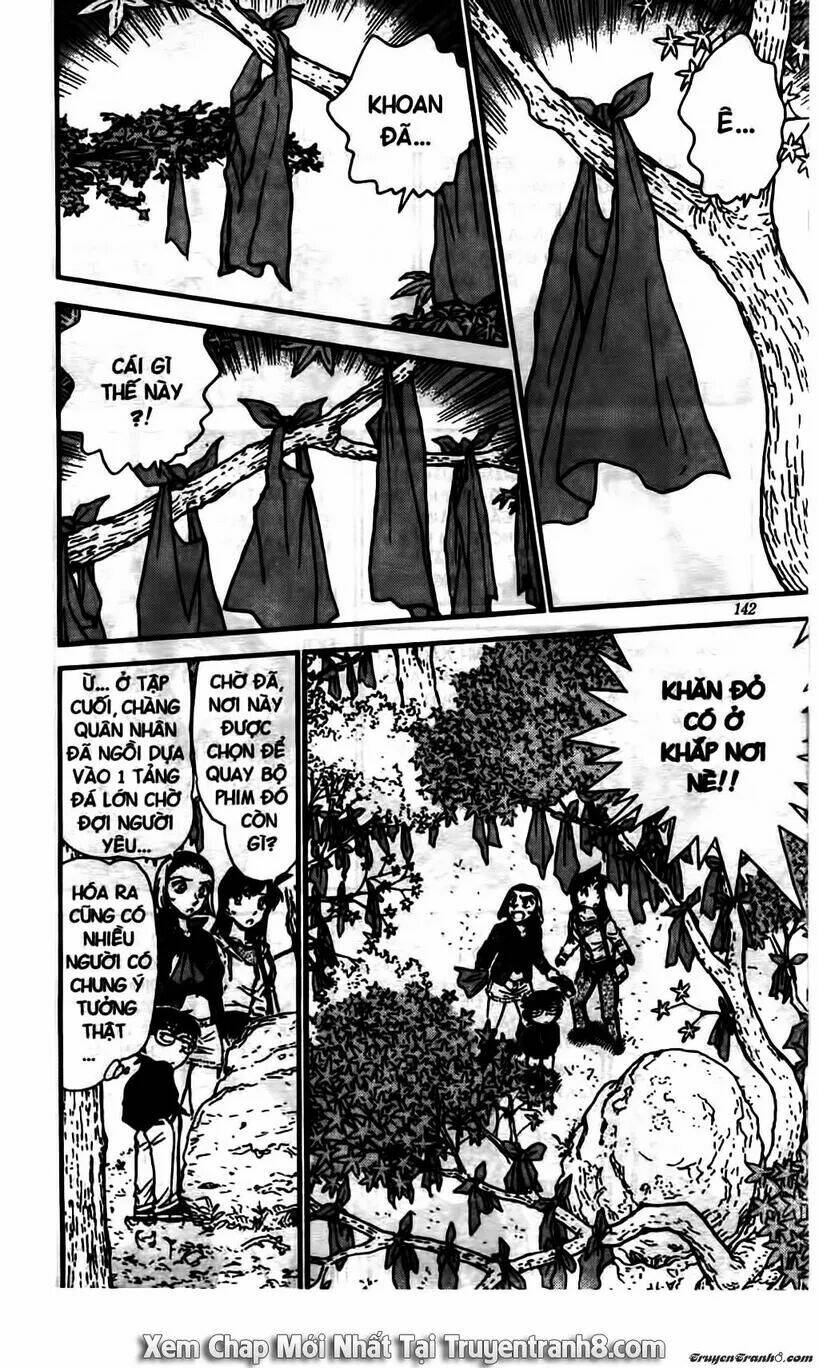 Ê...
KHOAN
ĐÃ...
CÁI GÌ
THẾ NÀY
?!
142
KHĂN ĐỎ
CÓ Ở
KHẮP NƠI
NÈ!!
CHỜ ĐÃ,
NƠI NÀY
ĐƯỢC
CHỌN ĐỂ
QUAY BỘ
PHIM ĐÓ
CÒN
GÌ?
Ừ... Ở TẬP
CUỐI, CHÀNG
QUÂN NHÂN
ĐÃ NGỒI DỰA
VÀO 1 TẢNG
ĐÁ LỚN CHỜ
ĐỢI NGƯỜI
YÊU...
HÓA RA
CŨNG CÓ
NHIỀU
NGƯỜI CÓ
CHUNG Ý
TƯỞNG
THẬT
...
Xem Chap Mới Nhất Tại Truyentranh8.com
TruyenTranh8.com